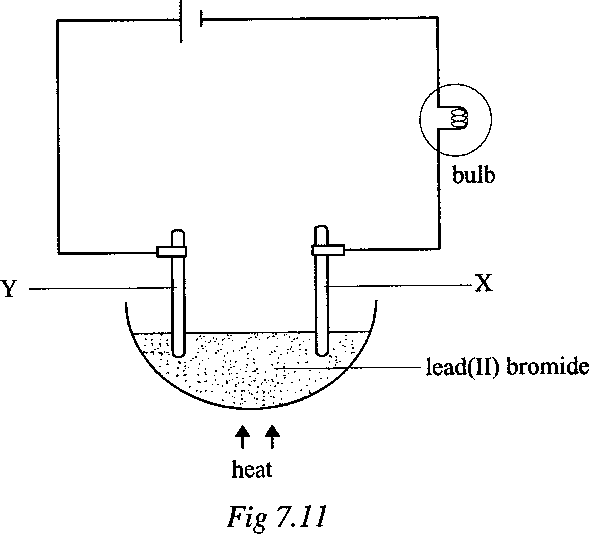 bulb
Y
X
lead(II) bromide
heat
Fig 7.11